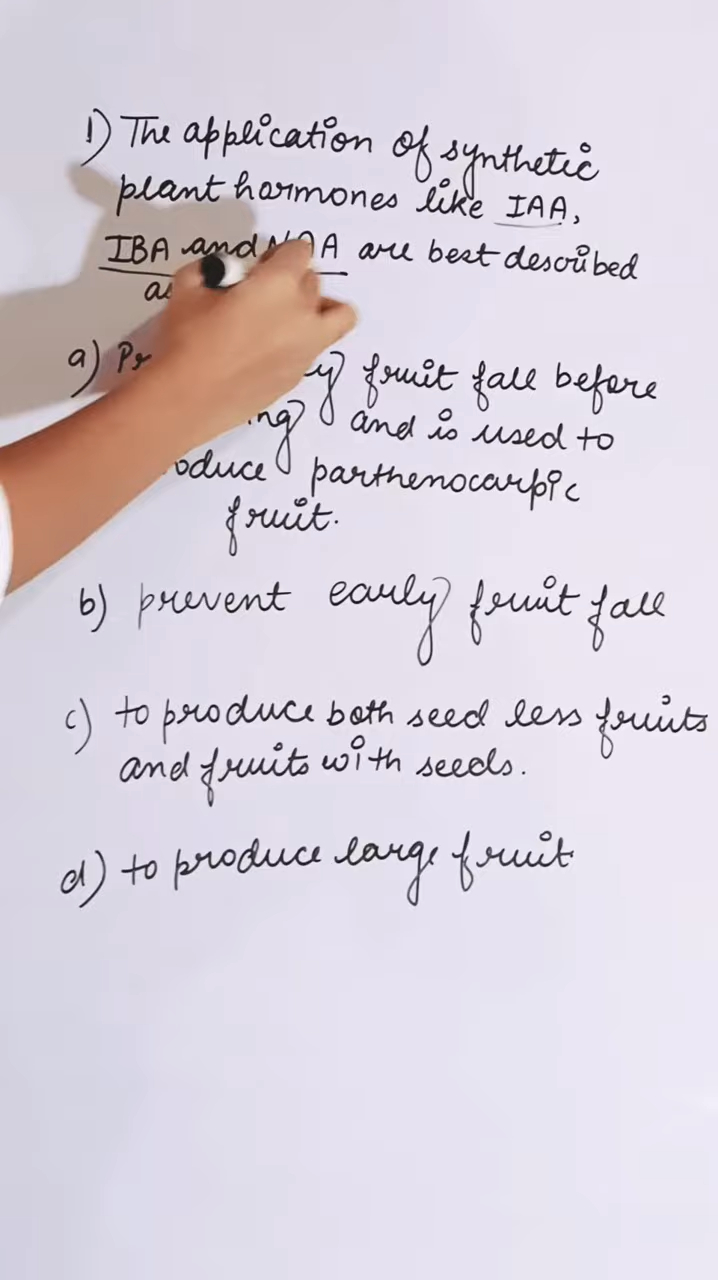 1) The application of synthetic
plant hormones like IAA,
IBA and are best described
a) fruit fall before
and is used to
parthenocarpic
fruit.
b) prevent early fruit fall
c) to produce both seed less fruits
and fruits with seeds.
d) to produce large fruit